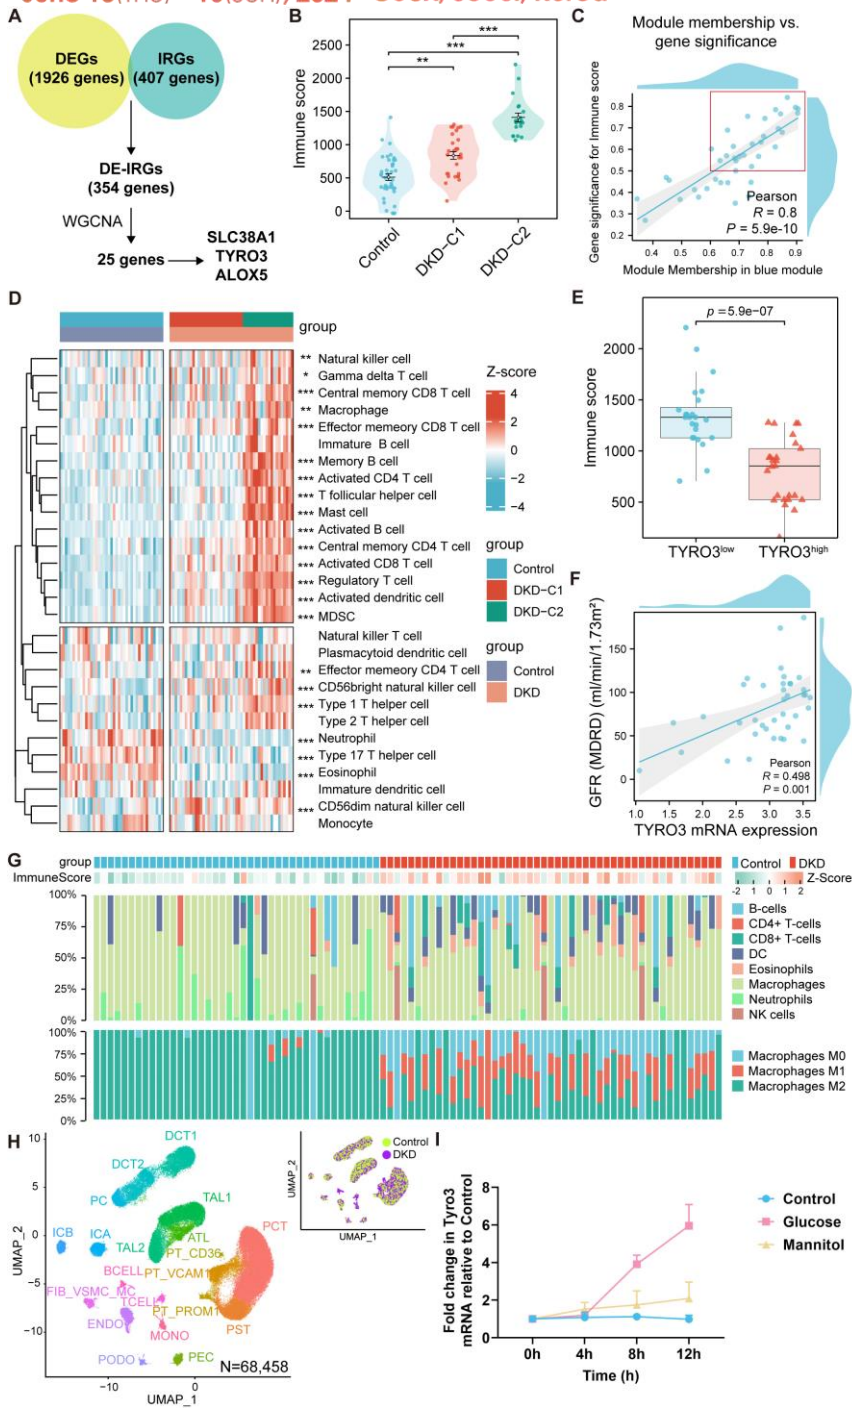 A
DEGs
(1926 genes)
IRGs
(407 genes)
DE-IRGs
(354 genes)
WGCNA
25 genes
SLC38A1
TYRO3
ALOX5
B
Immune score
2500
2000
1500
1000
500
0
**
***
***
Control
DKD-C1
DKD-C2
C
Module membership vs.
gene significance
Gene significance for Immune score
0.8
0.7
0.6
0.5
0.4
0.3
0.2
Pearson
R = 0.8
P = 5.9e-10
0.4 0.5 0.6 0.7 0.8 0.9
Module Membership in blue module
D
group
** Natural killer cell
* Gamma delta T cell
*** Central memory CD8 T cell
** Macrophage
*** Effector memeory CD8 T cell
Immature B cell
*** Memory B cell
*** Activated CD4 T cell
*** T follicular helper cell
*** Mast cell
*** Activated B cell
*** Central memory CD4 T cell
*** Activated CD8 T cell
*** Regulatory T cell
*** Activated dendritic cell
*** MDSC
Natural killer T cell
Plasmacytoid dendritic cell
** Effector memeory CD4 T cell
*** CD56bright natural killer cell
*** Type 1 T helper cell
Type 2 T helper cell
*** Neutrophil
*** Type 17 T helper cell
*** Eosinophil
Immature dendritic cell
*** CD56dim natural killer cell
Monocyte
Z-score
4
2
0
−2
−4
group
Control
DKD-C1
DKD-C2
group
Control
DKD
E
Immune score
2000
1500
1000
500
p = 5.9e-07
TYRO3low
TYRO3high
F
GFR (MDRD) (ml/min/1.73m²)
150
100
50
0
Pearson
R = 0.498
P = 0.001
1.0 1.5 2.0 2.5 3.0 3.5
TYRO3 mRNA expression
G
group
ImmuneScore
100%
75%
50%
25%
0%
100%
75%
50%
25%
0%
Control DKD
-2 -1 0 1 2 Z-Score
B-cells
CD4+ T-cells
CD8+ T-cells
DC
Eosinophils
Macrophages
Neutrophils
NK cells
Macrophages M0
Macrophages M1
Macrophages M2
H
UMAP_2
10
5
0
−5
−10
DCT1
DCT2
PC
TAL1
ICB
ICA
TAL2
ATL
PT_CD36
PCT
BCELL
PT_VCAM1
FIB_VSMC_MC
TCELL
PT_PROM1
ENDO
MONO
PST
PODO
PEC
N=68,458
−10 0
UMAP_1
Control
DKD
UMAP_2
UMAP_1
I
Fold change in Tyro3
mRNA relative to Control
8
6
4
2
0
0h 4h 8h 12h
Time (h)
Control
Glucose
Mannitol